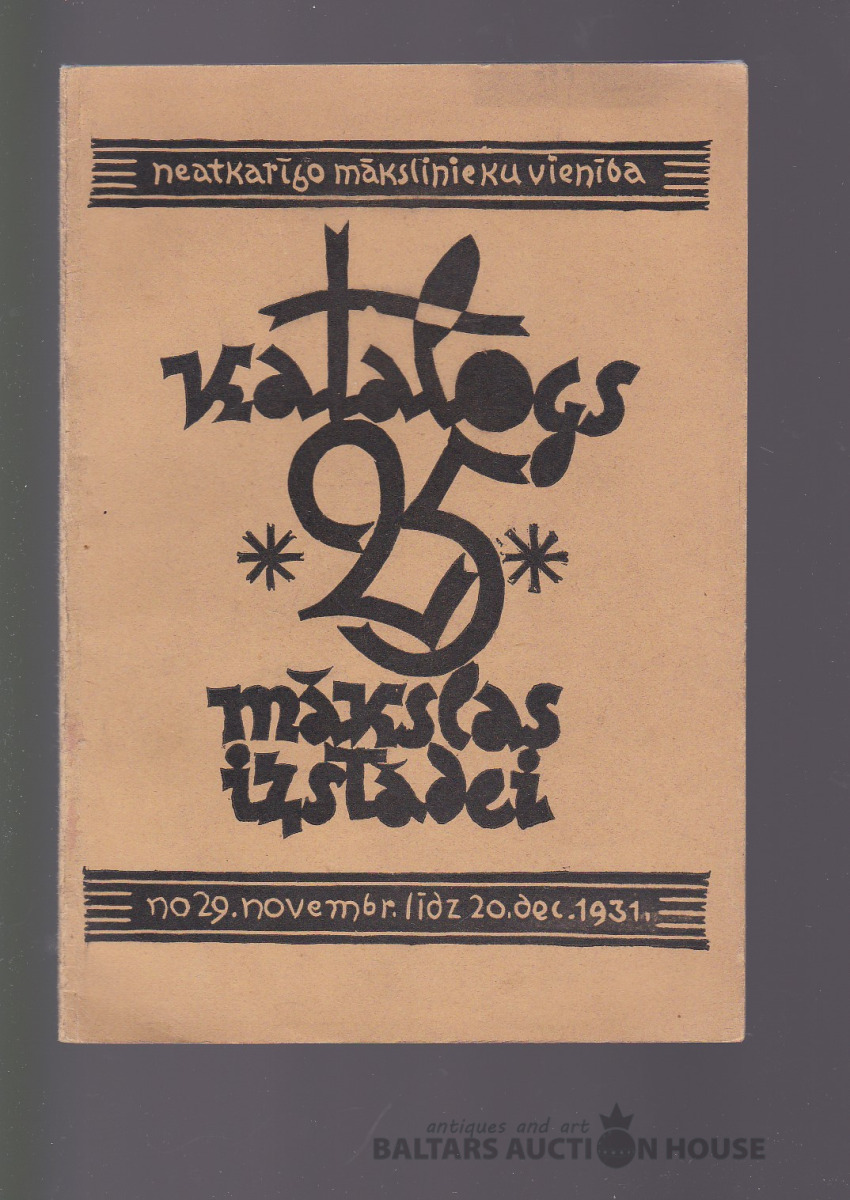 neatkarīgo mākslinieku vienība
katalogs
* 25 *
mākslas
izstādei
no 29. novembr. līdz 20. dec. 1931.
antiques and art
BALTARS AUCTION HOUSE